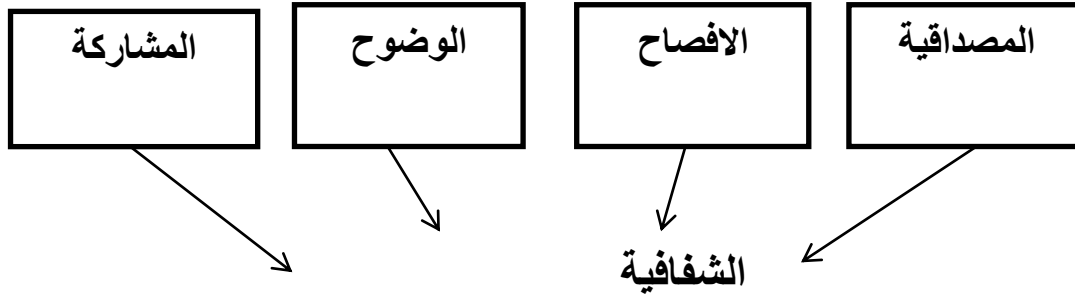 المصداقية
الافصاح
الوضوح
المشاركة
الشفافية